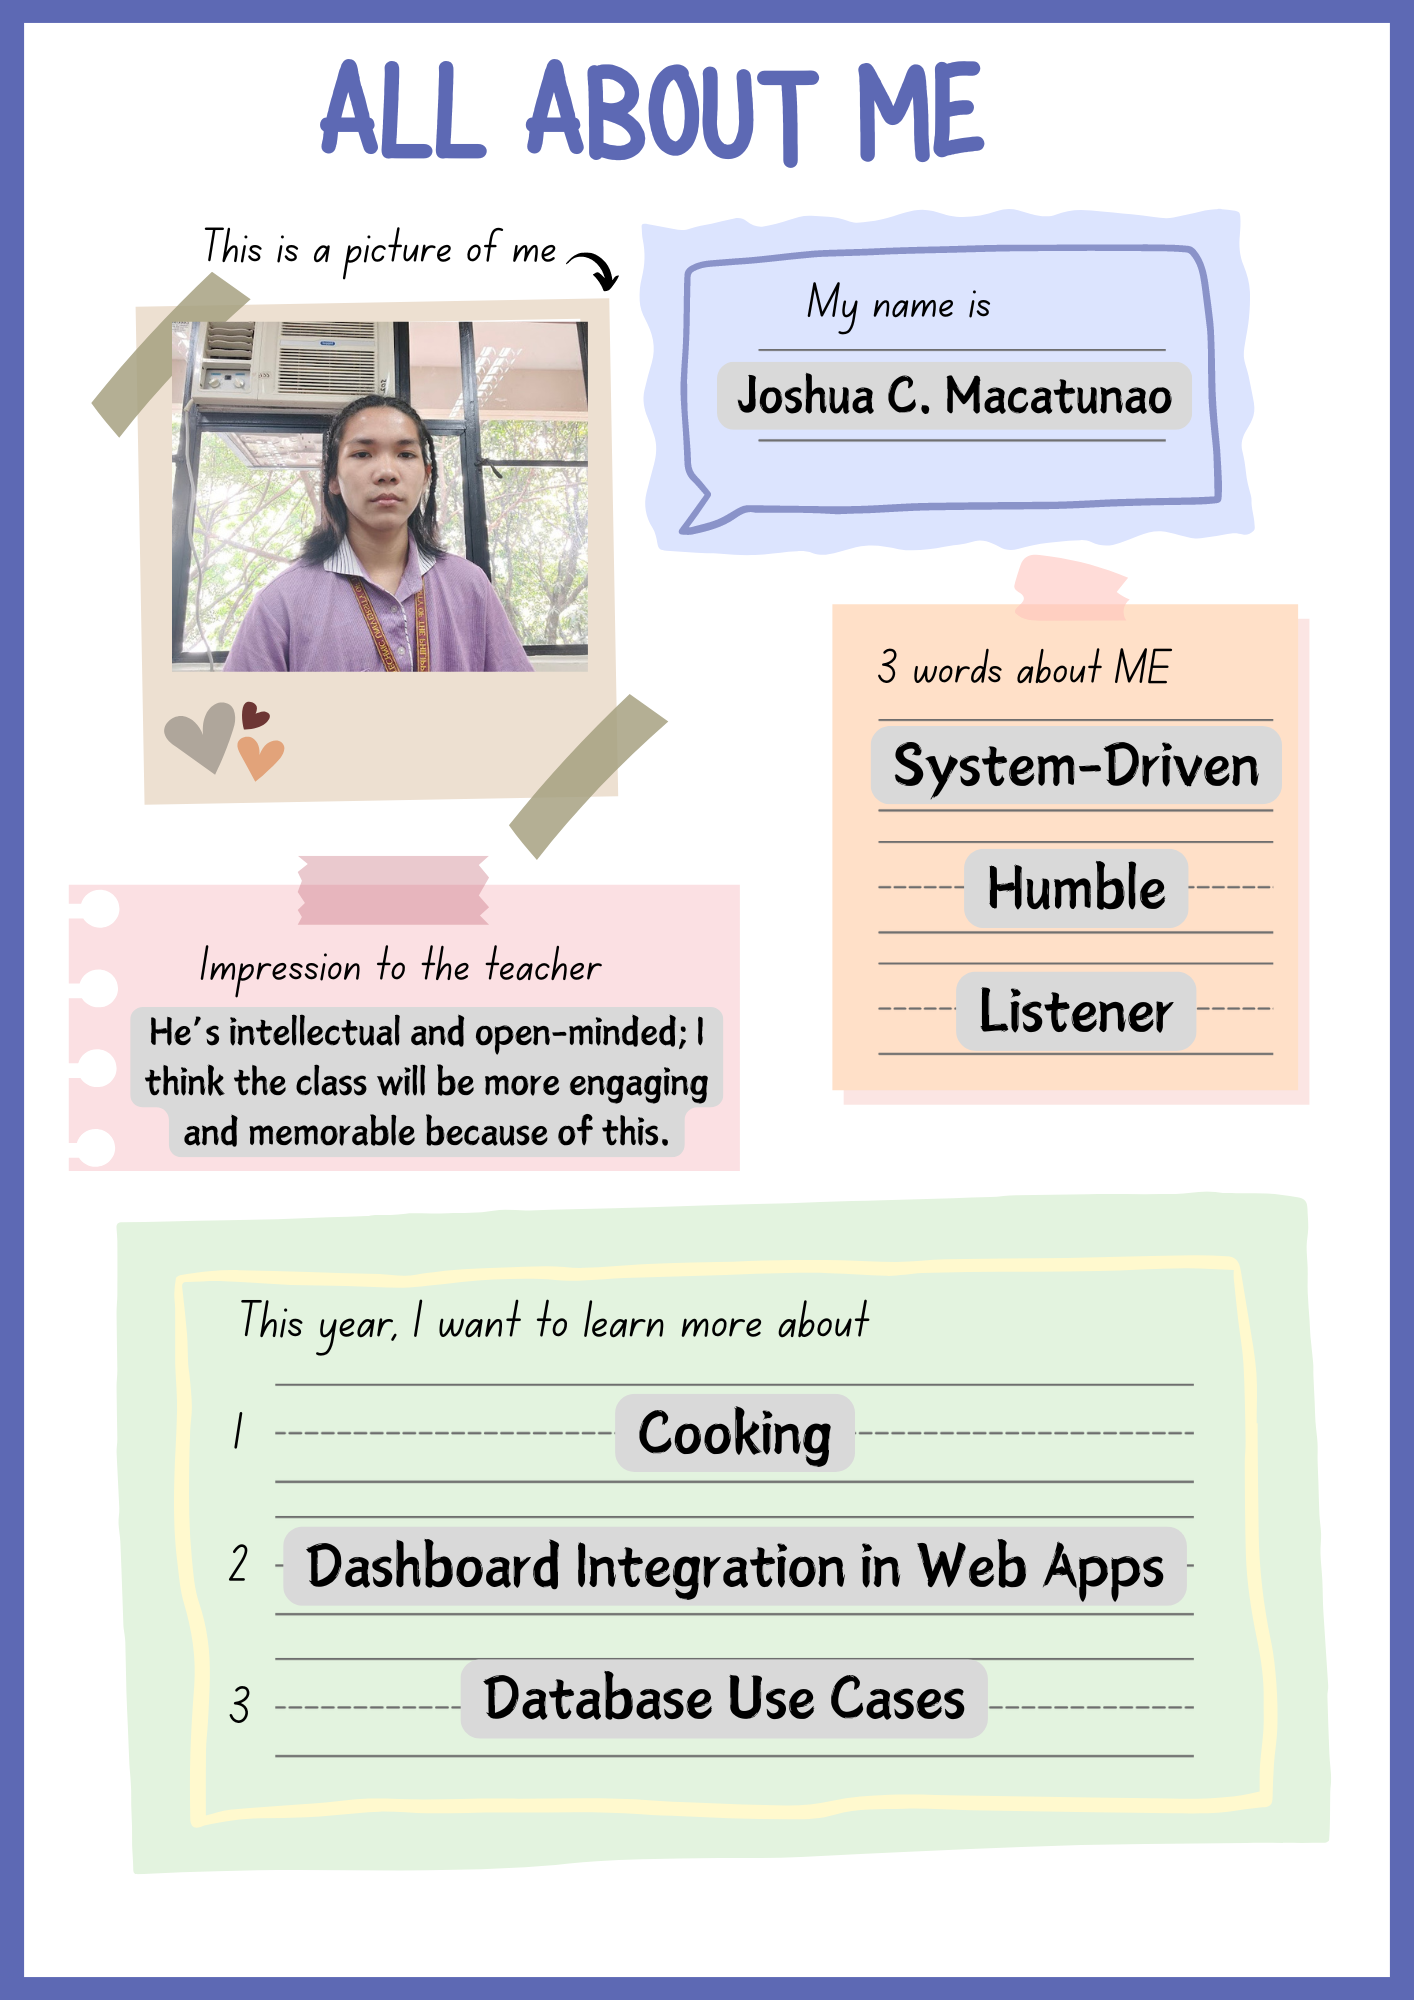 ALL ABOUT ME
This is a picture of me
My name is
Joshua C. Macatunao
3 words about ME
System-Driven
Humble
Listener
Impression to the teacher
He's intellectual and open-minded; I
think the class will be more engaging
and memorable because of this.
This year, I want to learn more about
1 Cooking
2 Dashboard Integration in Web Apps
3 Database Use Cases